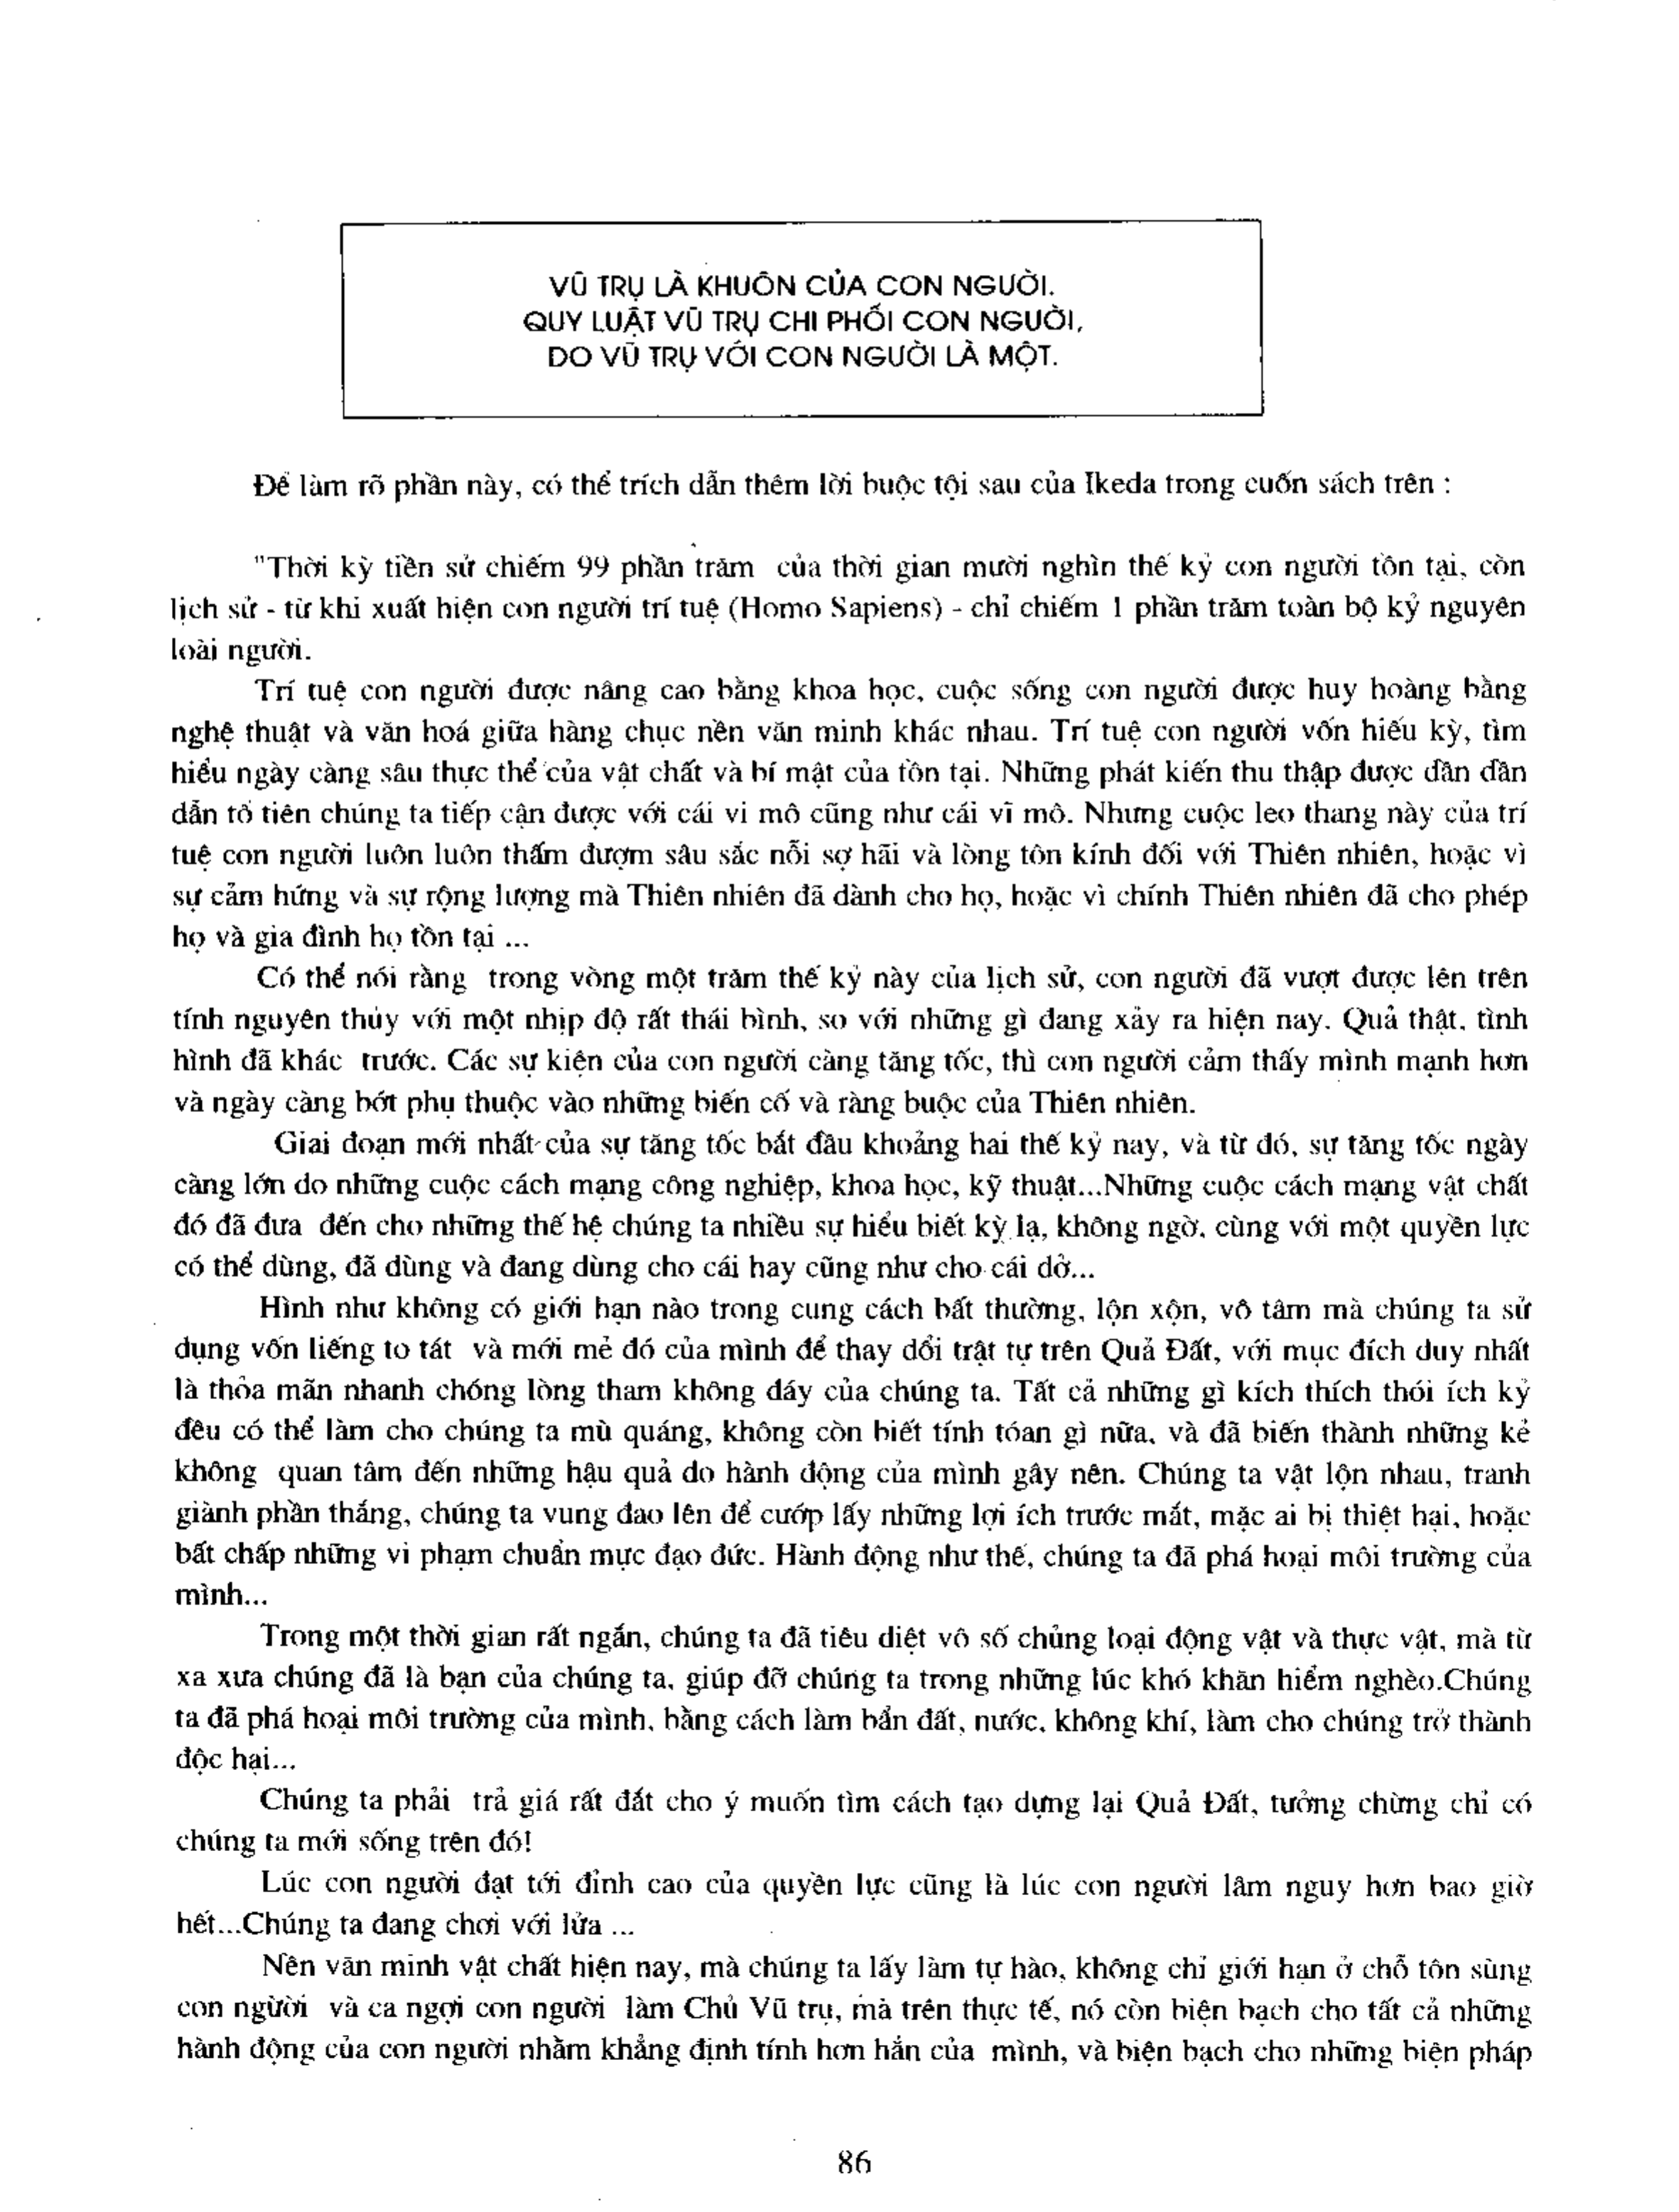 VŨ TRỤ LÀ KHUÔN CỦA CON NGƯỜI.
QUY LUẬT VŨ TRỤ CHI PHỐI CON NGUỜI,
DO VŨ TRỤ VỚI CON NGƯỜI LÀ MỘT.
Để làm rõ phần này, có thể trích dẫn thêm lời buộc tội sau của Ikeda trong cuốn sách trên :
"Thời kỳ tiền sử chiếm 99 phần trăm của thời gian mười nghìn thế kỷ con người tồn tại, còn
lịch sử - từ khi xuất hiện con người trí tuệ (Homo Sapiens) - chỉ chiếm 1 phần trăm toàn bộ kỷ nguyên
loài người.
Trí tuệ con người được nâng cao bằng khoa học, cuộc sống con người được huy hoàng bằng
nghệ thuật và văn hoá giữa hàng chục nền văn minh khác nhau. Trí tuệ con người vốn hiếu kỳ, tìm
hiểu ngày càng sâu thực thể của vật chất và bí mật của tồn tại. Những phát kiến thu thập được dần dần
dẫn tổ tiên chúng ta tiếp cận được với cái vi mô cũng như cái vĩ mô. Nhưng cuộc leo thang này của trí
tuệ con người luôn luôn thấm đượm sâu sắc nỗi sợ hãi và lòng tôn kính đối với Thiên nhiên, hoặc vì
sự cảm hứng và sự rộng lượng mà Thiên nhiên đã dành cho họ, hoặc vì chính Thiên nhiên đã cho phép
họ và gia đình họ tồn tại ...
Có thể nói rằng trong vòng một trăm thế kỷ này của lịch sử, con người đã vượt được lên trên
tính nguyên thủy với một nhịp độ rất thái bình, so với những gì đang xảy ra hiện nay. Quả thật, tình
hình đã khác trước. Các sự kiện của con người càng tăng tốc, thì con người cảm thấy mình mạnh hơn
và ngày càng bớt phụ thuộc vào những biến cố và ràng buộc của Thiên nhiên.
Giai đoạn mới nhất của sự tăng tốc bắt đầu khoảng hai thế kỷ nay, và từ đó, sự tăng tốc ngày
càng lớn do những cuộc cách mạng công nghiệp, khoa học, kỹ thuật...Những cuộc cách mạng vật chất
đó đã đưa đến cho những thế hệ chúng ta nhiều sự hiểu biết kỳ lạ, không ngờ, cùng với một quyền lực
có thể dùng, đã dùng và đang dùng cho cái hay cũng như cho cái dở...
Hình như không có giới hạn nào trong cung cách bất thường, lộn xộn, vô tâm mà chúng ta sử
dụng vốn liếng to tát và mới mẻ đó của mình để thay đổi trật tự trên Quả Đất, với mục đích duy nhất
là thỏa mãn nhanh chóng lòng tham không đáy của chúng ta. Tất cả những gì kích thích thói ích kỷ
đều có thể làm cho chúng ta mù quáng, không còn biết tính tóan gì nữa, và đã biến thành những kẻ
không quan tâm đến những hậu quả do hành động của mình gây nên. Chúng ta vật lộn nhau, tranh
giành phần thắng, chúng ta vung đao lên để cướp lấy những lợi ích trước mắt, mặc ai bị thiệt hại, hoặc
bất chấp những vi phạm chuẩn mực đạo đức. Hành động như thế, chúng ta đã phá hoại môi trường của
mình...
Trong một thời gian rất ngắn, chúng ta đã tiêu diệt vô số chủng loại động vật và thực vật, mà từ
xa xưa chúng đã là bạn của chúng ta, giúp đỡ chúng ta trong những lúc khó khăn hiểm nghèo.Chúng
ta đã phá hoại môi trường của mình, bằng cách làm bẩn đất, nước, không khí, làm cho chúng trở thành
độc hại...
Chúng ta phải trả giá rất đắt cho ý muốn tìm cách tạo dựng lại Quả Đất, tưởng chừng chỉ có
chúng ta mới sống trên đó!
Lúc con người đạt tới đỉnh cao của quyền lực cũng là lúc con người lâm nguy hơn bao giờ
hết...Chúng ta đang chơi với lửa ...
Nền văn minh vật chất hiện nay, mà chúng ta lấy làm tự hào, không chỉ giới hạn ở chỗ tôn sùng
con ngừời và ca ngợi con người làm Chủ Vũ trụ, mà trên thực tế, nó còn biện bạch cho tất cả những
hành động của con người nhằm khẳng định tính hơn hẳn của mình, và biện bạch cho những biện pháp
86